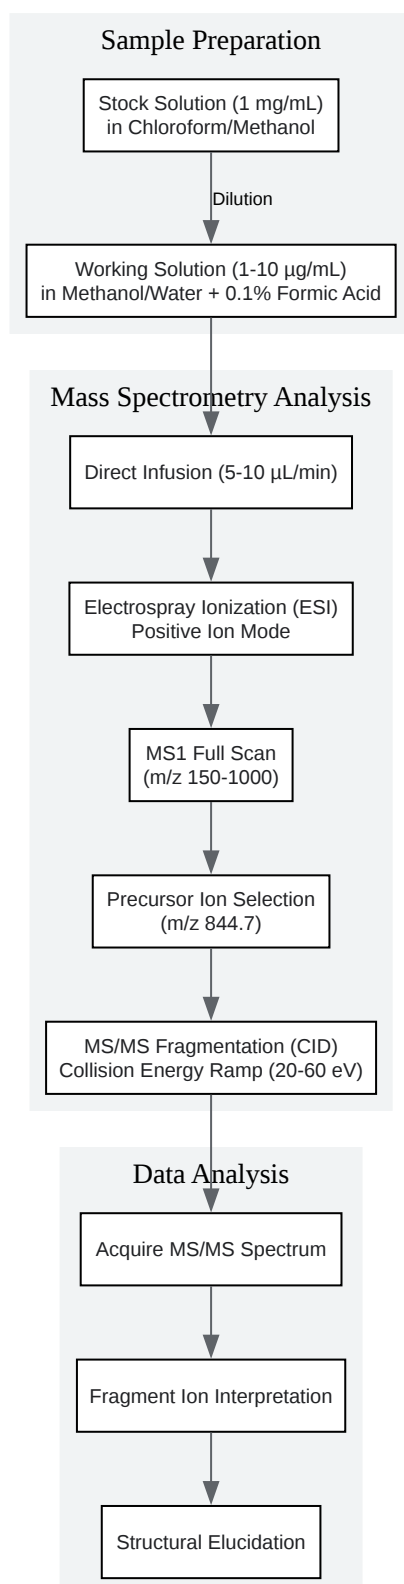 Sample Preparation
Stock Solution (1 mg/mL)
in Chloroform/Methanol
Dilution
Working Solution (1-10 µg/mL)
in Methanol/Water + 0.1% Formic Acid
Mass Spectrometry Analysis
Direct Infusion (5-10 µL/min)
Electrospray Ionization (ESI)
Positive Ion Mode
MS1 Full Scan
(m/z 150-1000)
Precursor Ion Selection
(m/z 844.7)
MS/MS Fragmentation (CID)
Collision Energy Ramp (20-60 eV)
Data Analysis
Acquire MS/MS Spectrum
Fragment Ion Interpretation
Structural Elucidation